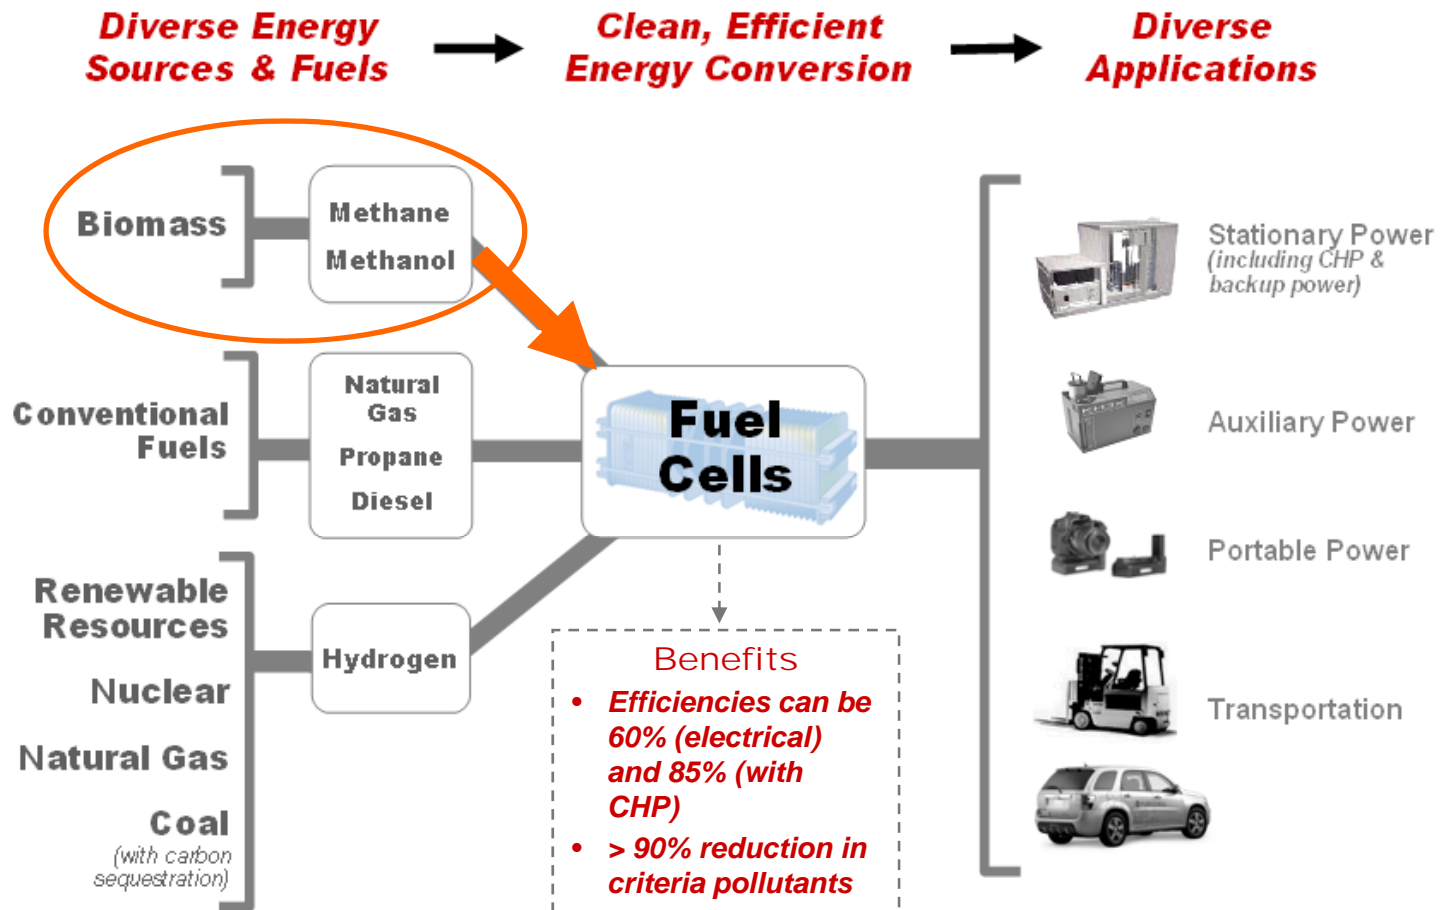 Diverse Energy
Sources & Fuels
Clean, Efficient
Energy Conversion
Diverse
Applications
Biomass
Methane
Methanol
Conventional
Fuels
Natural
Gas
Propane
Diesel
Renewable
Resources
Nuclear
Natural Gas
Coal
(with carbon
sequestration)
Hydrogen
Fuel
Cells
Benefits
• Efficiencies can be
60% (electrical)
and 85% (with
CHP)
• > 90% reduction in
criteria pollutants
Stationary Power
(including CHP &
backup power)
Auxiliary Power
Portable Power
Transportation